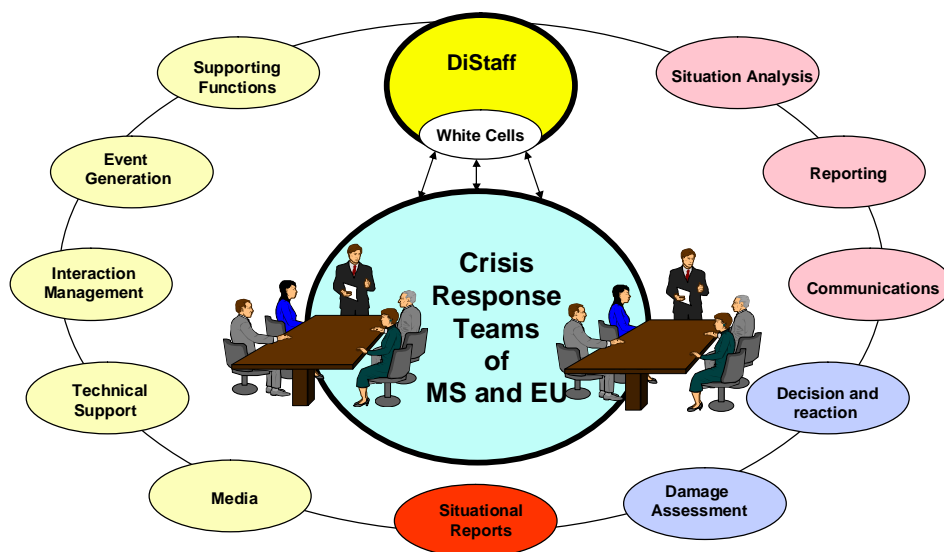 DiStaff
White Cells
Supporting
Functions
Event
Generation
Interaction
Management
Technical
Support
Media
Situational
Reports
Damage
Assessment
Decision and
reaction
Communications
Reporting
Situation Analysis
Crisis
Response
Teams
of
MS and EU